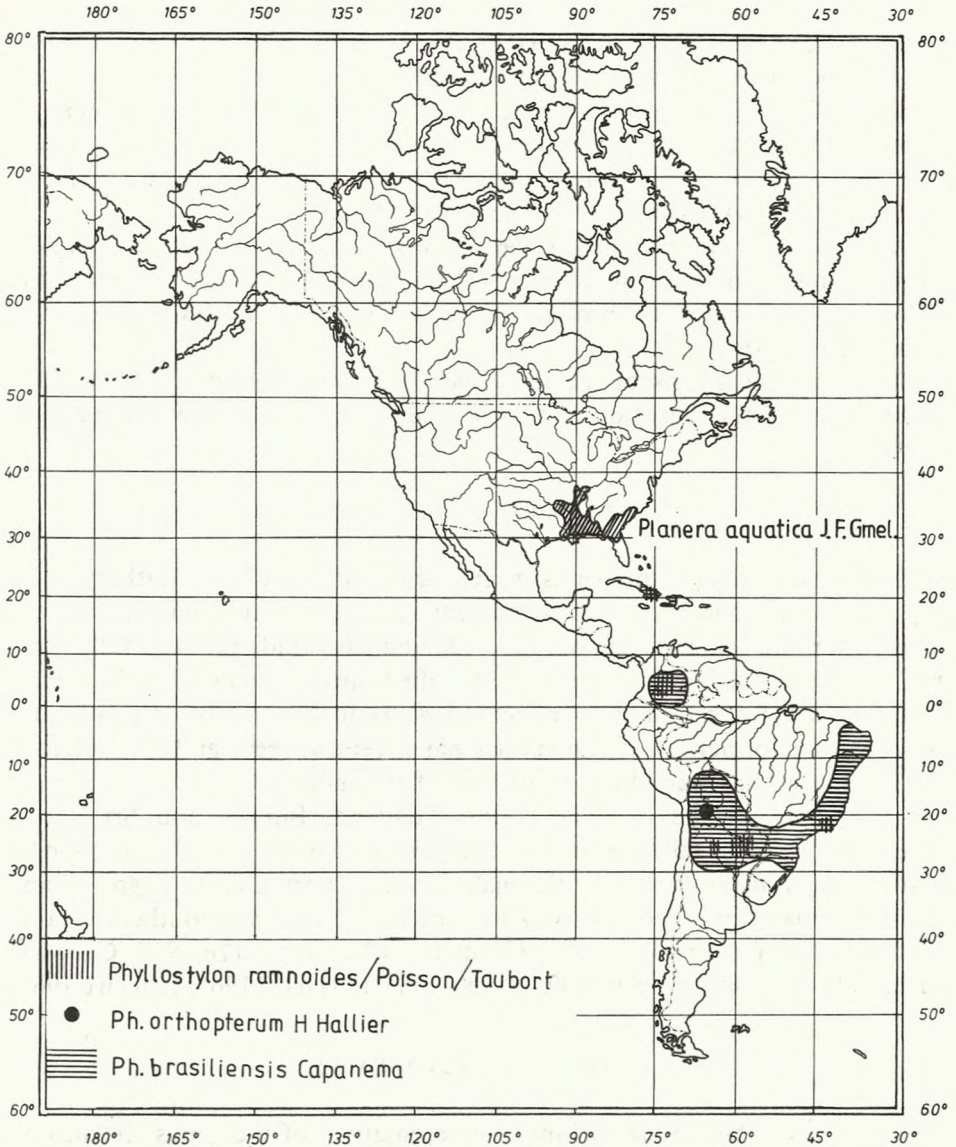 180° 165° 150° 135° 120° 105° 90° 75° 60° 45° 30°
80° 80°
70° 70°
60° 60°
50° 50°
40° 40°
Planera aquatica J.F.Gmel.
30° 30°
20° 20°
10° 10°
0° 0°
10° 10°
20° 20°
30° 30°
40° 40°
Phyllostylon ramnoides/Poisson/Taubort
Ph. orthopterum H Hallier
50° 50°
Ph. brasiliensis Capanema
60° 60°
180° 165° 150° 135° 120° 105° 90° 75° 60° 45° 30°